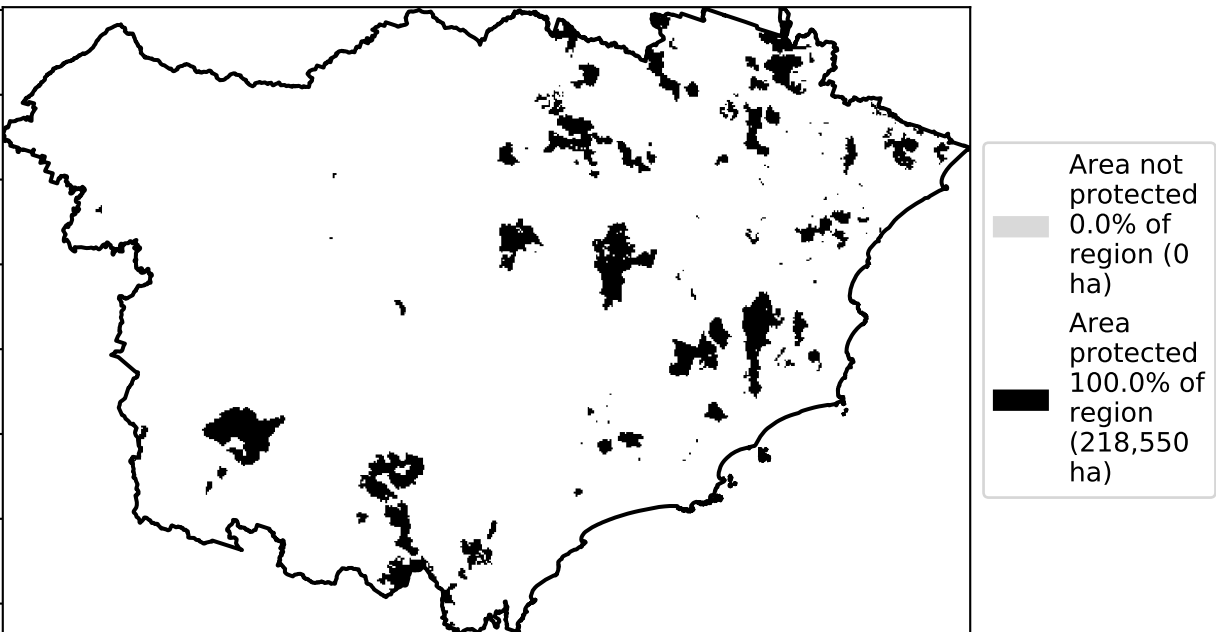 Area not
protected
0.0% of
region (0
ha)
Area
protected
100.0% of
region
(218,550
ha)